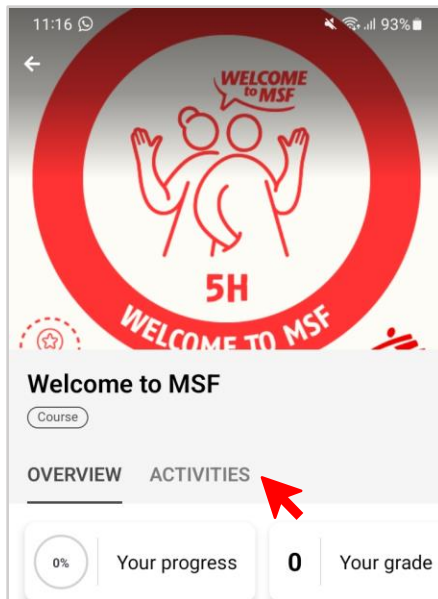 11:16 93%
WELCOME
to MSF
5H
WELCOME TO MSF
Welcome to MSF
Course
OVERVIEW ACTIVITIES
0% Your progress 0 Your grade